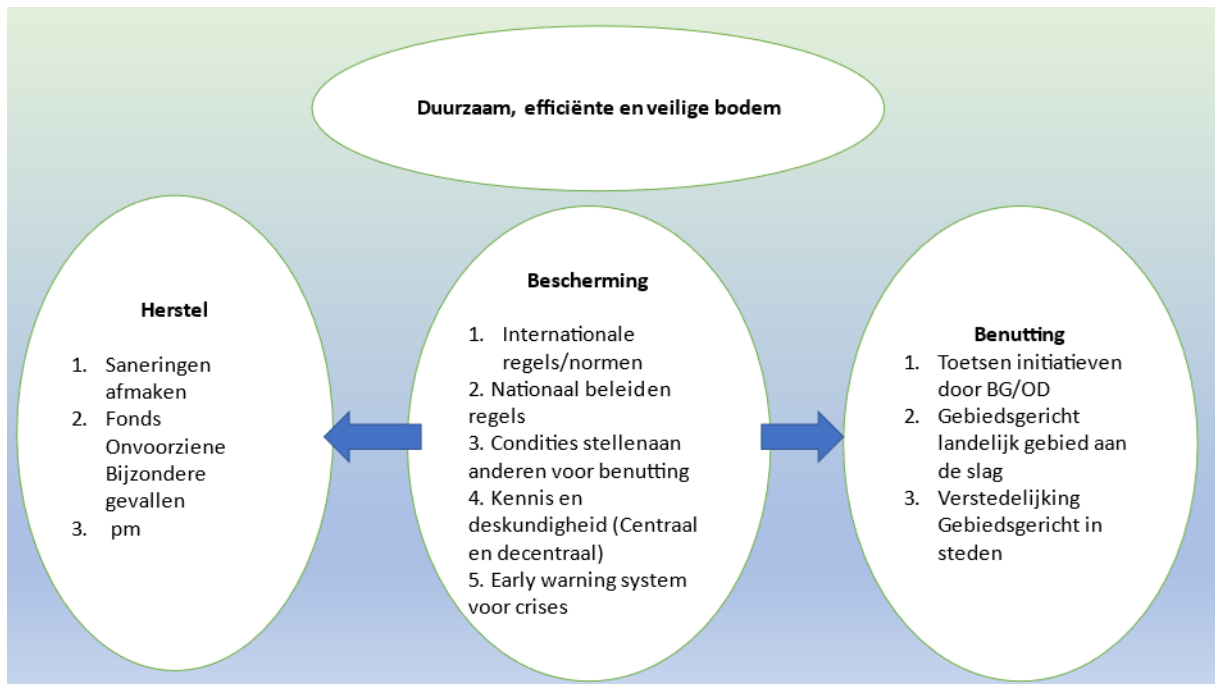 Duurzaam, efficiënte en veilige bodem
Herstel
1. Saneringen
afmaken
2. Fonds
Onvoorziene
Bijzondere
gevallen
3. pm
Bescherming
1. Internationale
regels/normen
2. Nationaal beleiden
regels
3. Condities stellenaan
anderen voor benutting
4. Kennis en
deskundigheid (Centraal
en decentraal)
5. Early warning system
voor crises
Benutting
1. Toetsen initiatieven
door BG/OD
2. Gebiedsgericht
landelijk gebied aan
de slag
3. Verstedelijking
Gebiedsgericht in
steden